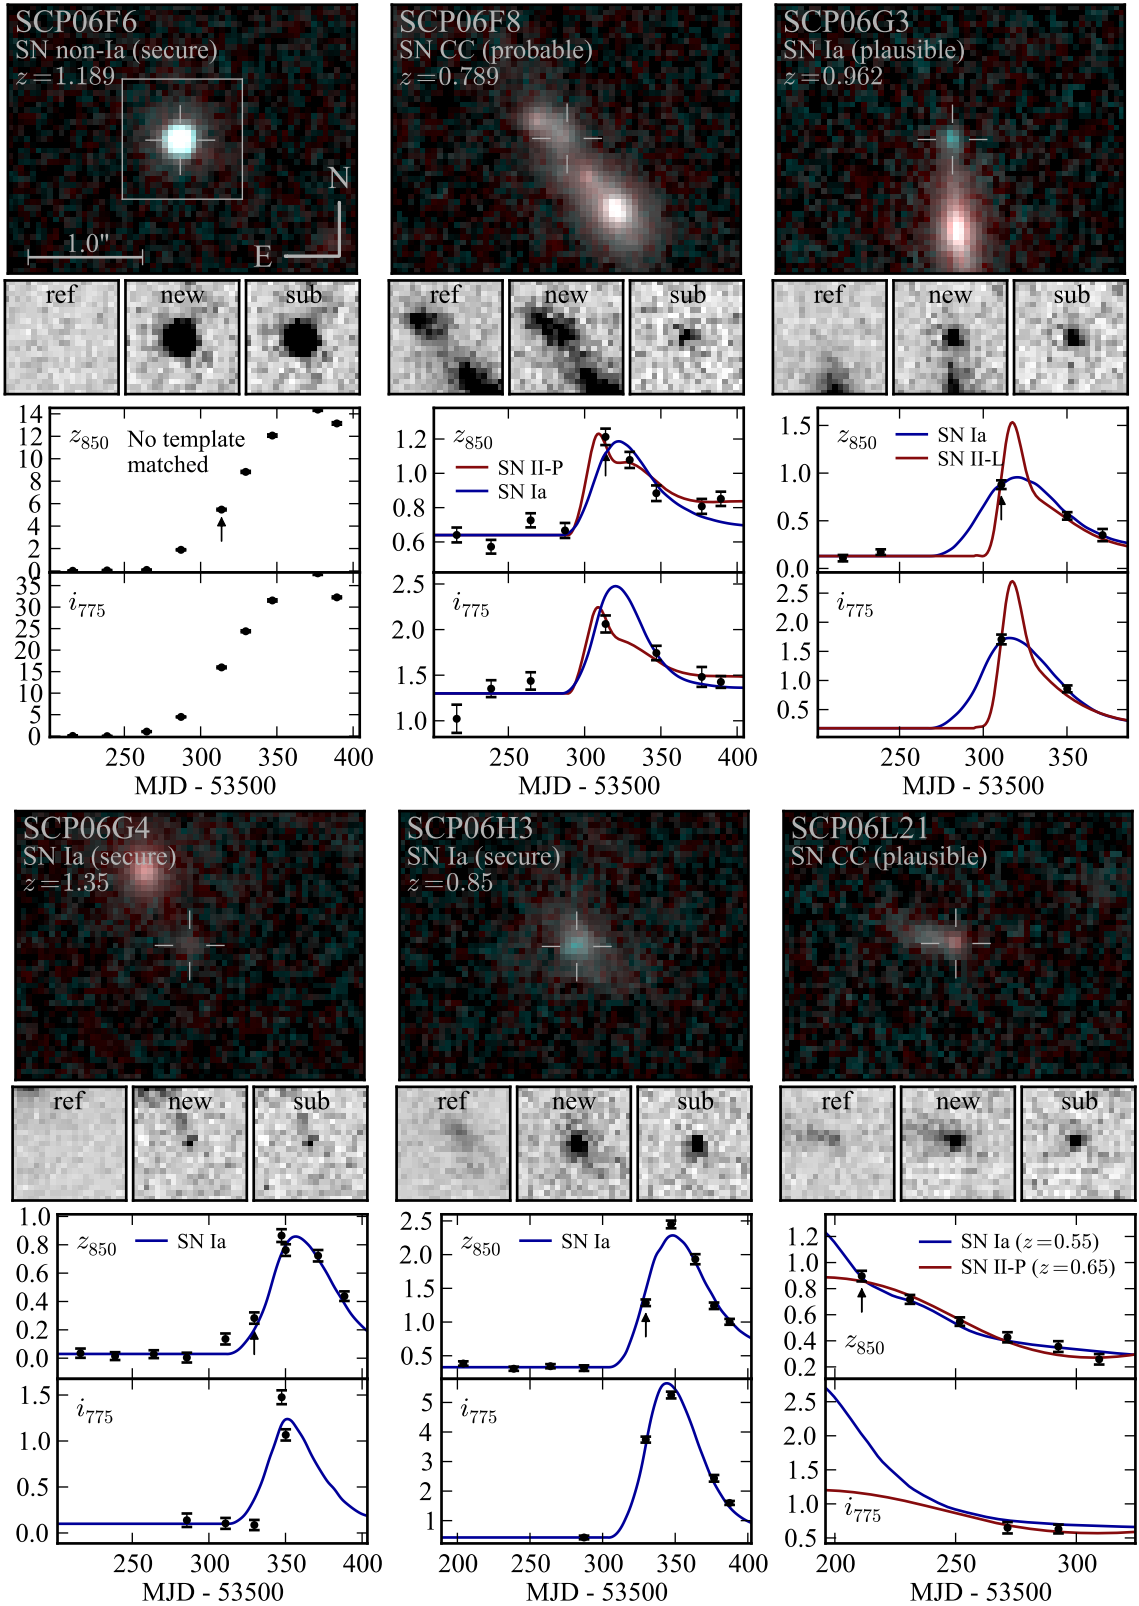 SCP06F6
SN non-Ia (secure)
z=1.189
1.0"
N
E
ref
new
sub
z850
No template
matched
14
12
10
8
6
4
2
0
i775
35
30
25
20
15
10
5
0
250
300
350
400
MJD - 53500
SCP06F8
SN CC (probable)
z=0.789
ref
new
sub
z850
SN II-P
SN Ia
1.2
1.0
0.8
0.6
i775
2.5
2.0
1.5
1.0
250
300
350
400
MJD - 53500
SCP06G3
SN Ia (plausible)
z=0.962
ref
new
sub
z850
SN Ia
SN II-L
1.5
1.0
0.5
0.0
i775
2.5
2.0
1.5
1.0
0.5
250
300
350
MJD - 53500
SCP06G4
SN Ia (secure)
z=1.35
ref
new
sub
z850
SN Ia
1.0
0.8
0.6
0.4
0.2
0.0
i775
1.5
1.0
0.5
0.0
250
300
350
400
MJD - 53500
SCP06H3
SN Ia (secure)
z=0.85
ref
new
sub
z850
SN Ia
2.5
2.0
1.5
1.0
0.5
i775
5
4
3
2
1
200
250
300
350
400
MJD - 53500
SCP06L21
SN CC (plausible)
ref
new
sub
SN Ia (z=0.55)
SN II-P (z=0.65)
z850
1.2
1.0
0.8
0.6
0.4
0.2
i775
2.5
2.0
1.5
1.0
0.5
200
250
300
MJD - 53500